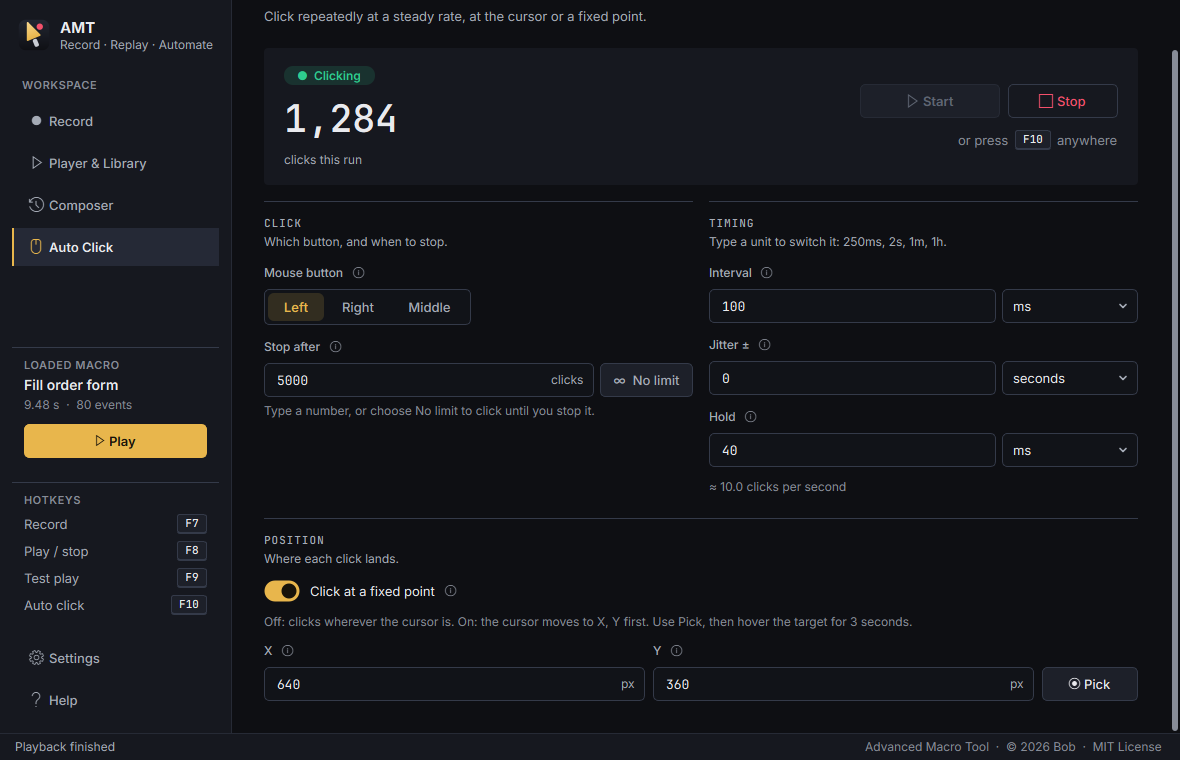 AMT
Record · Replay · Automate
WORKSPACE
Record
Player & Library
Composer
Auto Click
LOADED MACRO
Fill order form
9.48 s · 80 events
Play
HOTKEYS
Record F7
Play / stop F8
Test play F9
Auto click F10
Settings
? Help
Click repeatedly at a steady rate, at the cursor or a fixed point.
Clicking
1,284
clicks this run
Start
Stop
or press F10 anywhere
CLICK
Which button, and when to stop.
Mouse button
Left Right Middle
Stop after
5000 clicks ∞ No limit
Type a number, or choose No limit to click until you stop it.
TIMING
Type a unit to switch it: 250ms, 2s, 1m, 1h.
Interval
100 ms
Jitter ±
0 seconds
Hold
40 ms
≈ 10.0 clicks per second
POSITION
Where each click lands.
Click at a fixed point
Off: clicks wherever the cursor is. On: the cursor moves to X, Y first. Use Pick, then hover the target for 3 seconds.
X Y
640 px 360 px Pick
Playback finished
Advanced Macro Tool · © 2026 Bob · MIT License